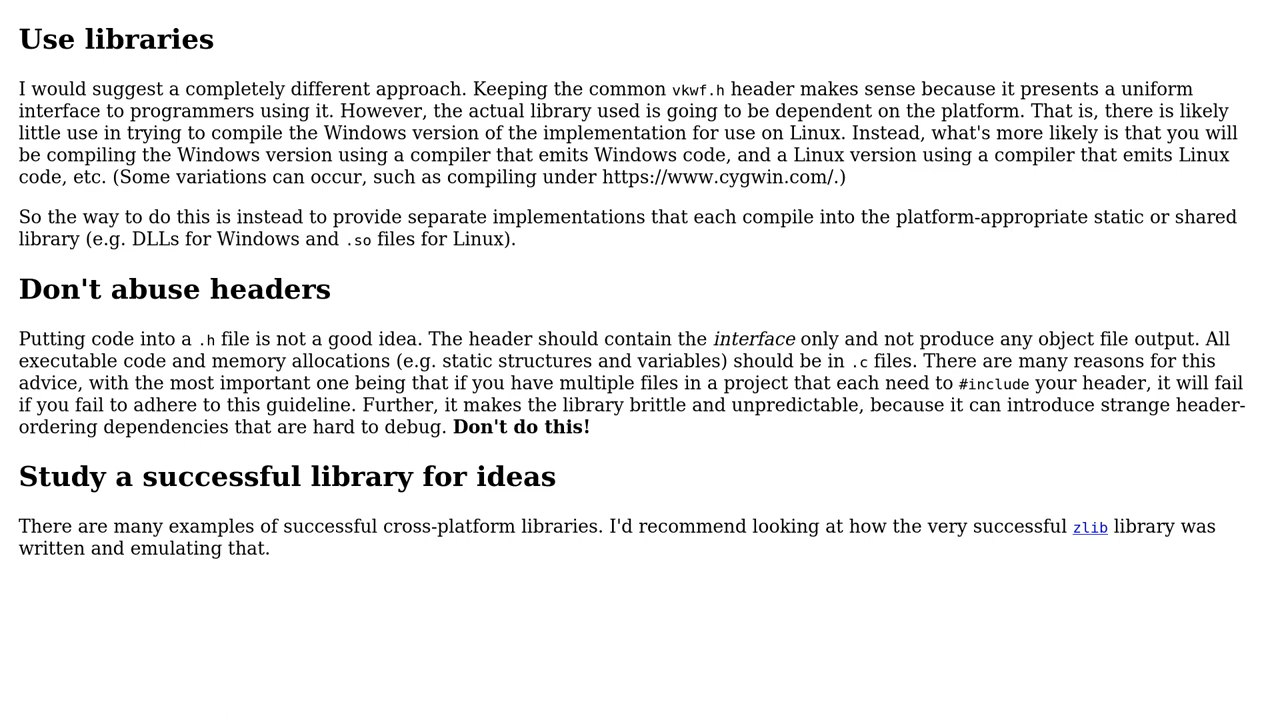 Use libraries
I would suggest a completely different approach. Keeping the common vkwf.h header makes sense because it presents a uniform
interface to programmers using it. However, the actual library used is going to be dependent on the platform. That is, there is likely
little use in trying to compile the Windows version of the implementation for use on Linux. Instead, what's more likely is that you will
be compiling the Windows version using a compiler that emits Windows code, and a Linux version using a compiler that emits Linux
code, etc. (Some variations can occur, such as compiling under https://www.cygwin.com/.)
So the way to do this is instead to provide separate implementations that each compile into the platform-appropriate static or shared
library (e.g. DLLs for Windows and .so files for Linux).
Don't abuse headers
Putting code into a .h file is not a good idea. The header should contain the interface only and not produce any object file output. All
executable code and memory allocations (e.g. static structures and variables) should be in .c files. There are many reasons for this
advice, with the most important one being that if you have multiple files in a project that each need to #include your header, it will fail
if you fail to adhere to this guideline. Further, it makes the library brittle and unpredictable, because it can introduce strange header-
ordering dependencies that are hard to debug. Don't do this!
Study a successful library for ideas
There are many examples of successful cross-platform libraries. I'd recommend looking at how the very successful zlib library was
written and emulating that.